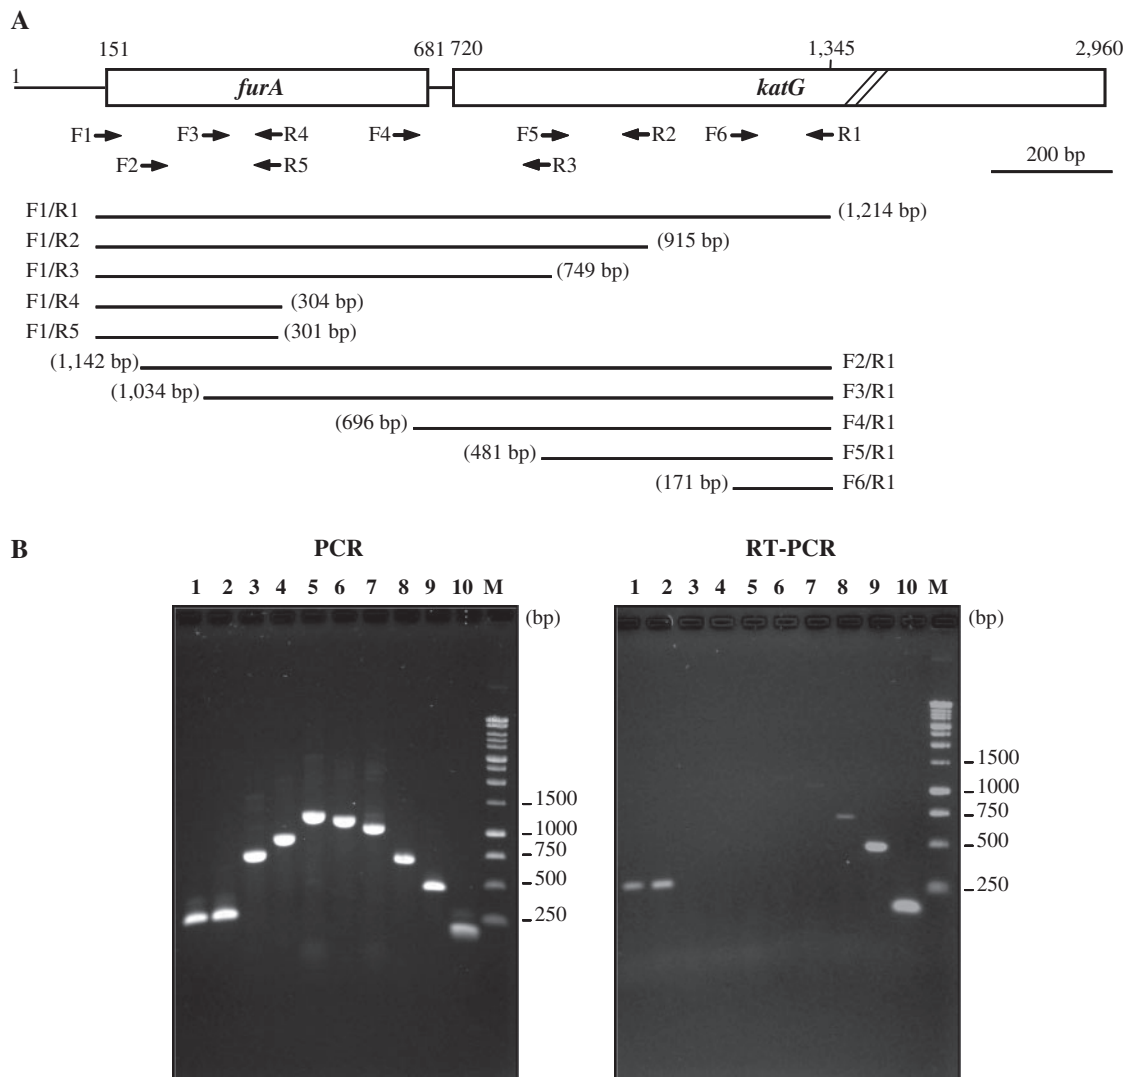 A
151 681 720 1,345 2,960
1 furA katG
F1 F3 R4 F4 F5 R2 F6 R1
F2 R5 R3 200 bp
F1/R1 (1,214 bp)
F1/R2 (915 bp)
F1/R3 (749 bp)
F1/R4 (304 bp)
F1/R5 (301 bp)
(1,142 bp) F2/R1
(1,034 bp) F3/R1
(696 bp) F4/R1
(481 bp) F5/R1
(171 bp) F6/R1
B PCR RT-PCR
1 2 3 4 5 6 7 8 9 10 M 1 2 3 4 5 6 7 8 9 10 M
(bp) (bp)
1500
1000
750
500
250
1500
1000
750
500
250